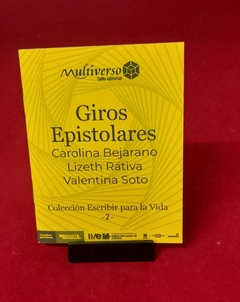 Multiverso
Sello editorial
Giros
Epistolares
Carolina Bejarano
Lizeth Rátiva
Valentina Soto
Colección Escribir para la Vida
-2-